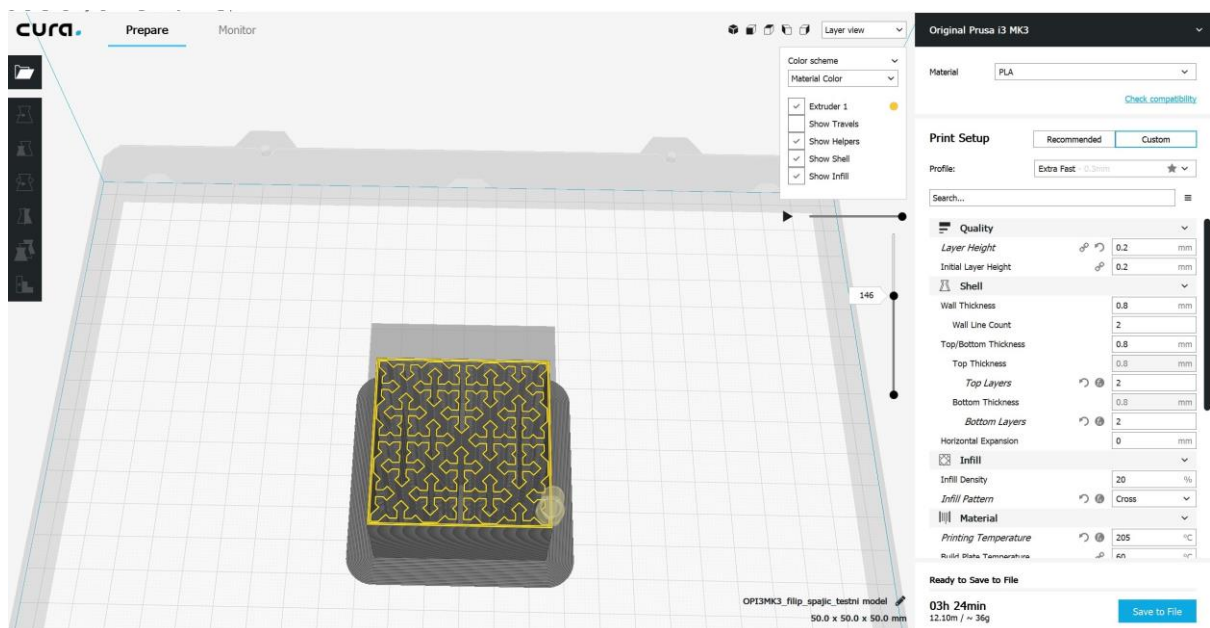 cura. Prepare Monitor Layer view Original Prusa i3 MK3
Color scheme
Material Color
Extruder 1
Show Travels
Show Helpers
Show Shell
Show Infill
146
OPI3MK3_filip_spajic_testni model
50.0 x 50.0 x 50.0 mm
Material PLA
Check compatibility
Print Setup Recommended Custom
Profile: Extra Fast - 0.3mm
Search...
Quality
Layer Height 0.2 mm
Initial Layer Height 0.2 mm
Shell
Wall Thickness 0.8 mm
Wall Line Count 2
Top/Bottom Thickness 0.8 mm
Top Thickness 0.8 mm
Top Layers 2
Bottom Thickness 0.8 mm
Bottom Layers 2
Horizontal Expansion 0 mm
Infill
Infill Density 20 %
Infill Pattern Cross
Material
Printing Temperature 205 °C
Build Plate Temperature 60 °C
Ready to Save to File
03h 24min
12.10m / ~ 36g
Save to File